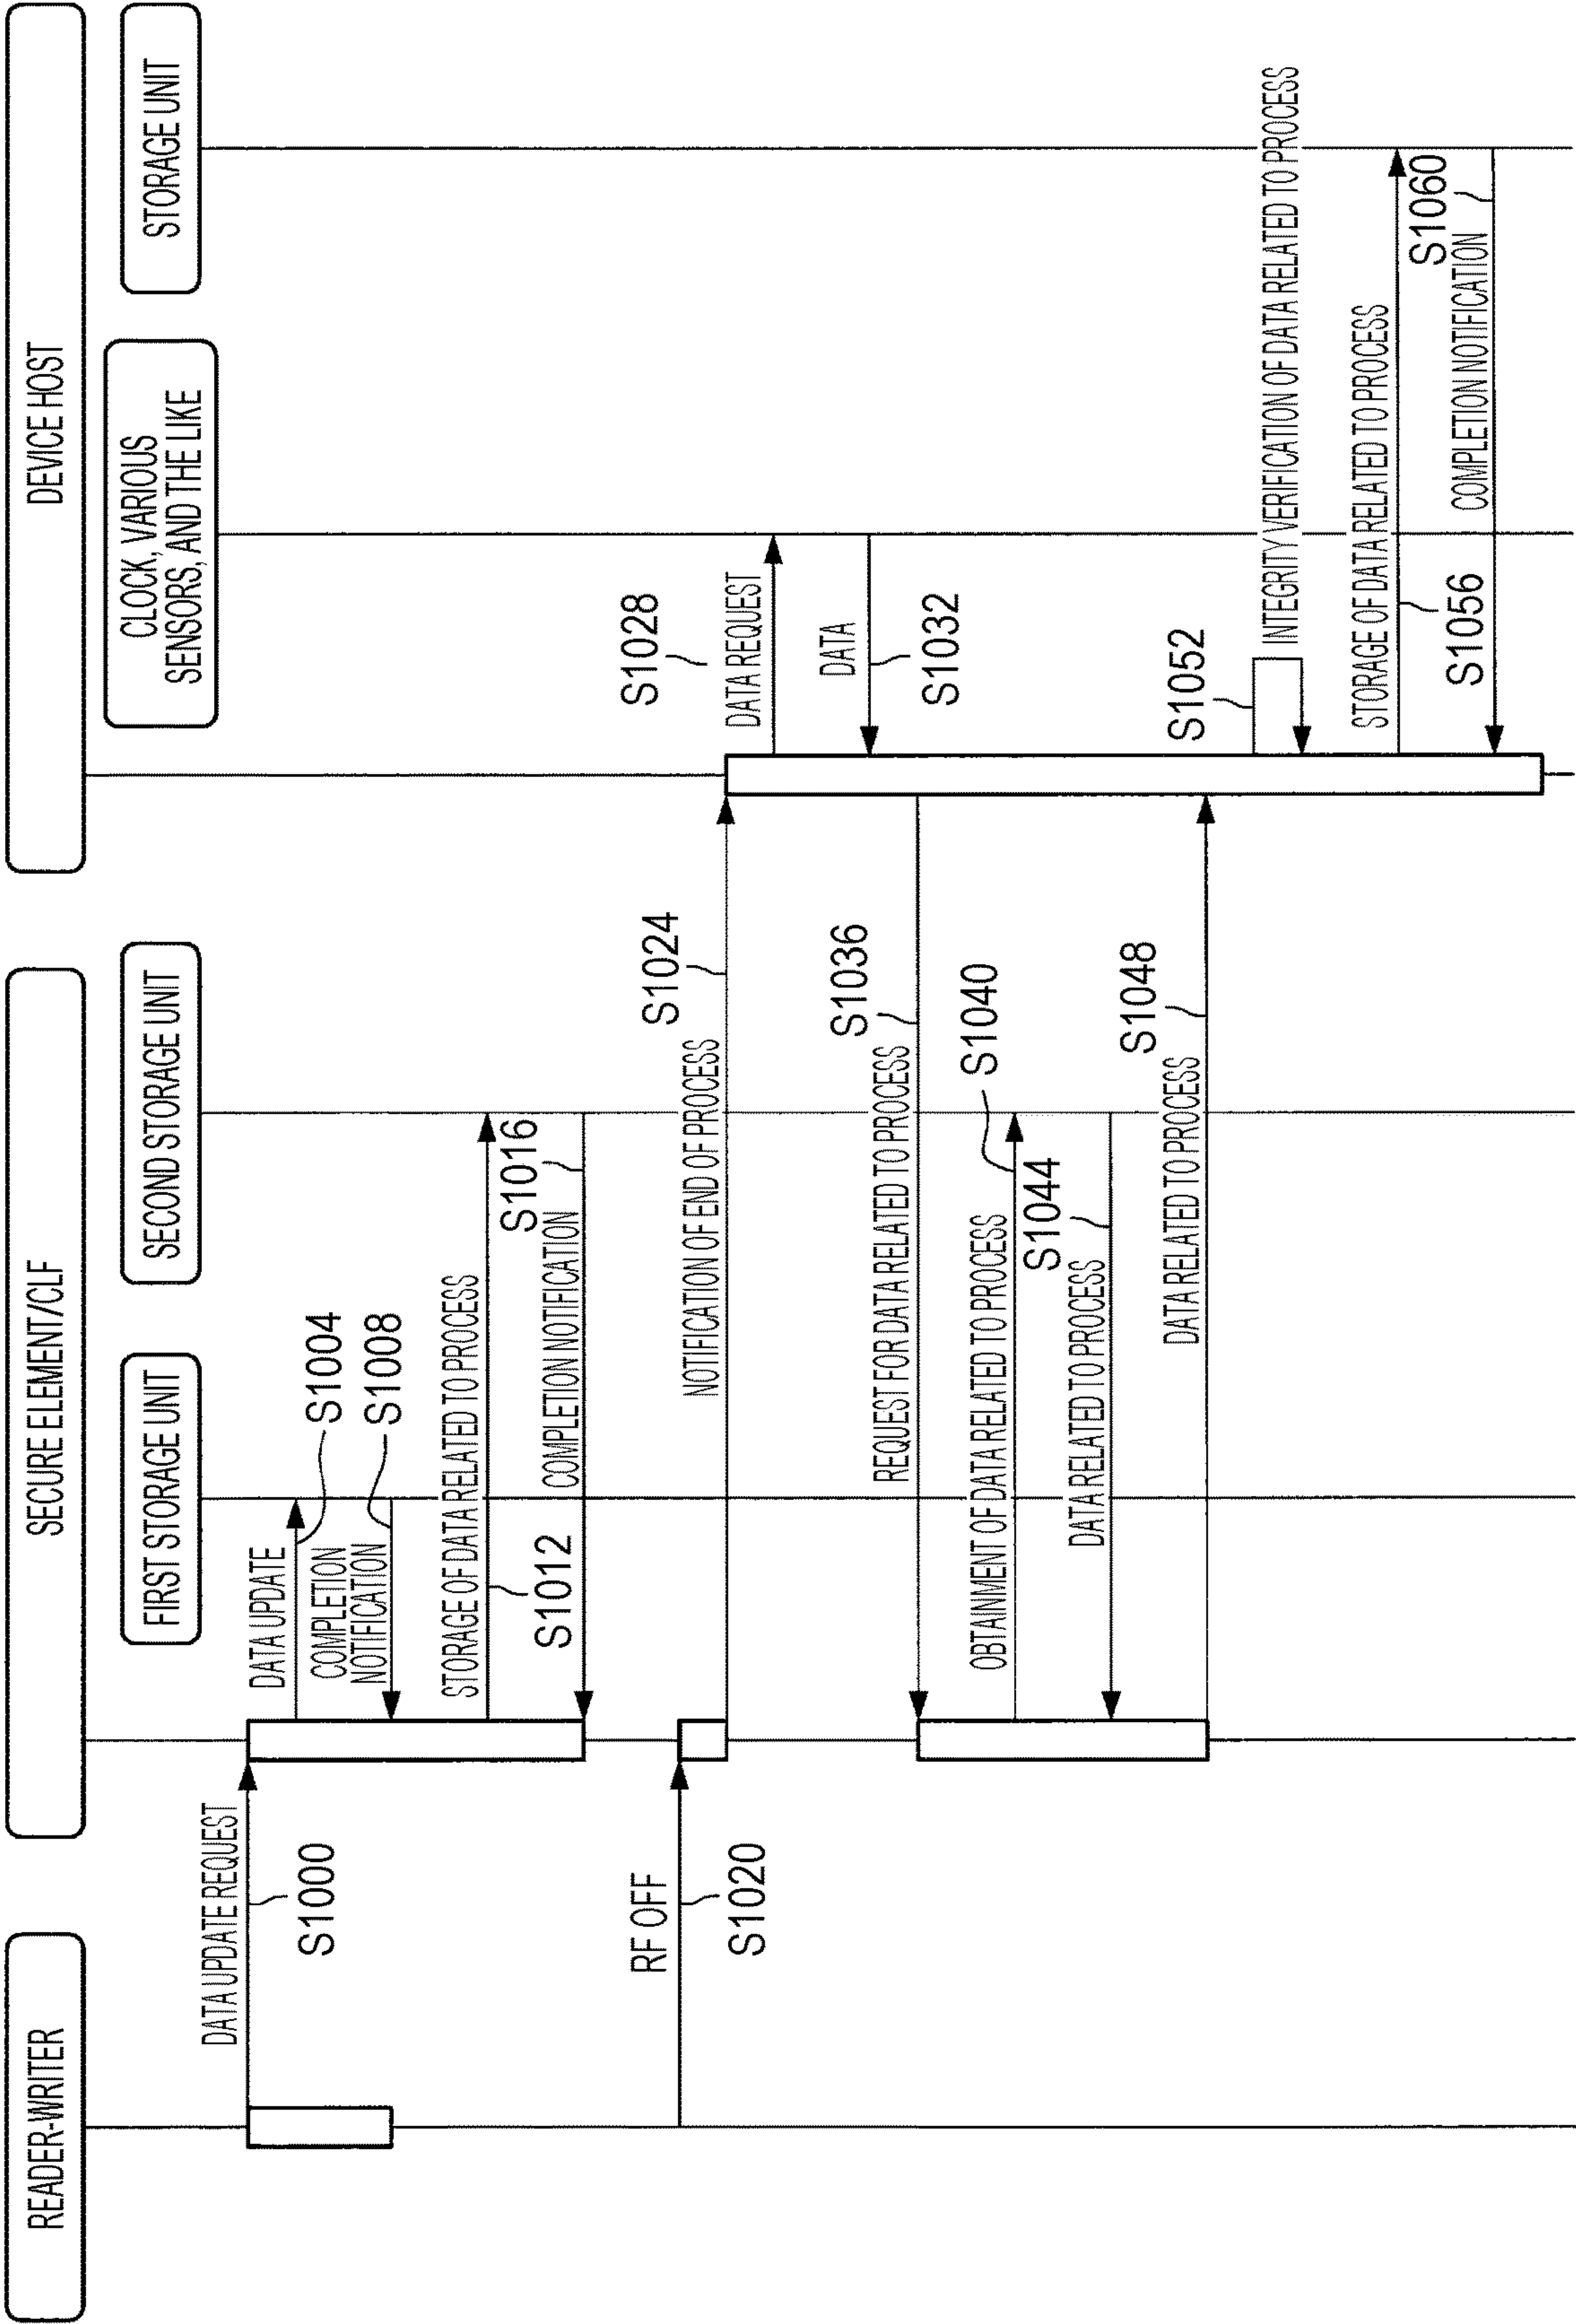 READER-WRITER
SECURE ELEMENT/CLF
DEVICE HOST
FIRST STORAGE UNIT
SECOND STORAGE UNIT
CLOCK, VARIOUS
SENSORS, AND THE LIKE
STORAGE UNIT
DATA UPDATE REQUEST
S1000
DATA UPDATE
S1004
COMPLETION
NOTIFICATION
S1008
STORAGE OF DATA RELATED TO PROCESS
S1012
COMPLETION NOTIFICATION
S1016
RF OFF
S1020
NOTIFICATION OF END OF PROCESS
S1024
DATA REQUEST
S1028
DATA
S1032
REQUEST FOR DATA RELATED TO PROCESS
S1036
OBTAINMENT OF DATA RELATED TO PROCESS
S1040
DATA RELATED TO PROCESS
S1044
DATA RELATED TO PROCESS
S1048
INTEGRITY VERIFICATION OF DATA RELATED TO PROCESS
S1052
STORAGE OF DATA RELATED TO PROCESS
S1056
COMPLETION NOTIFICATION
S1060